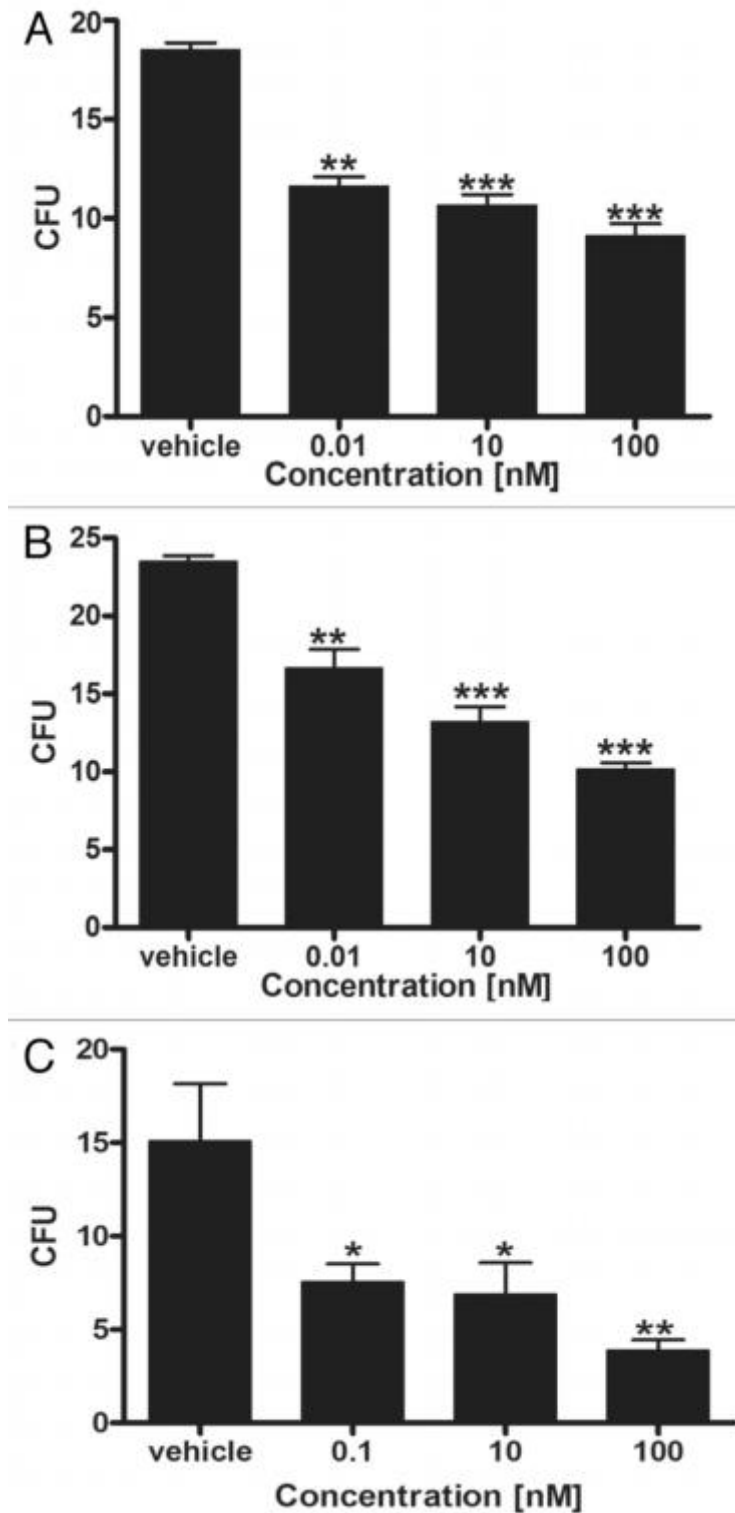 A
20
**
15
***
***
CFU
10
5
0
vehicle 0.01 10 100
Concentration [nM]
B
25
20
**
***
CFU
15
***
10
5
0
vehicle 0.01 10 100
Concentration [nM]
C
20
15
CFU
10
* *
5
**
0
vehicle 0.1 10 100
Concentration [nM]